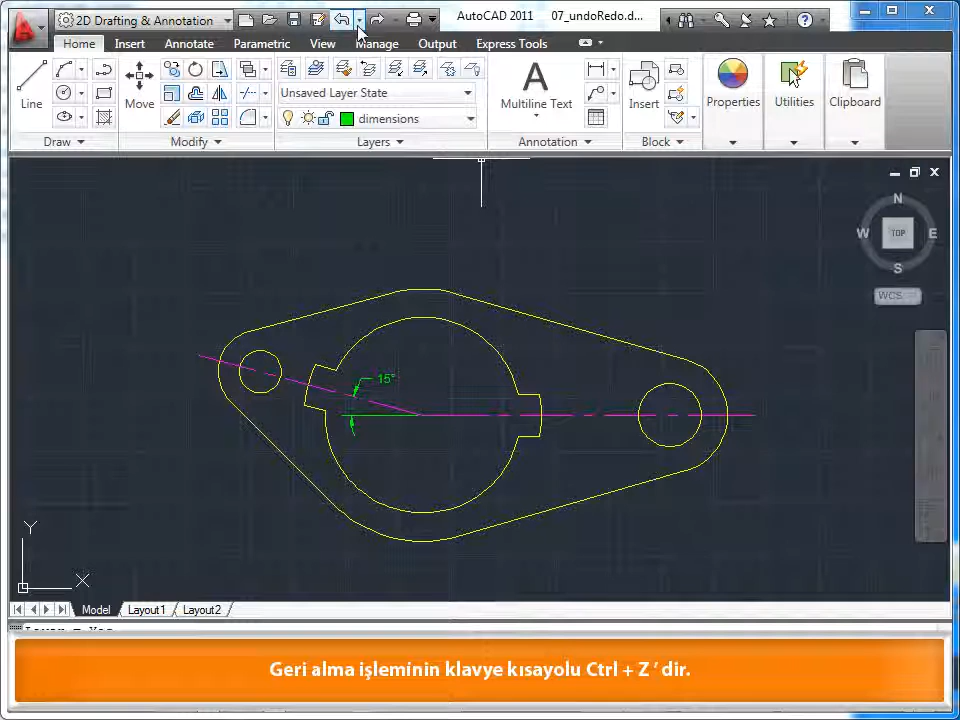 2D Drafting & Annotation
AutoCAD 2011 07_undoRedo.d...
Home Insert Annotate Parametric View Manage Output Express Tools
Line
Move
Unsaved Layer State
dimensions
Multiline Text
Insert
Properties
Utilities
Clipboard
Draw Modify Layers Annotation Block
N
W TOP E
S
WCS
15°
Y
X
Model Layout1 Layout2
Geri alma işleminin klavye kısayolu Ctrl + Z ’ dir.